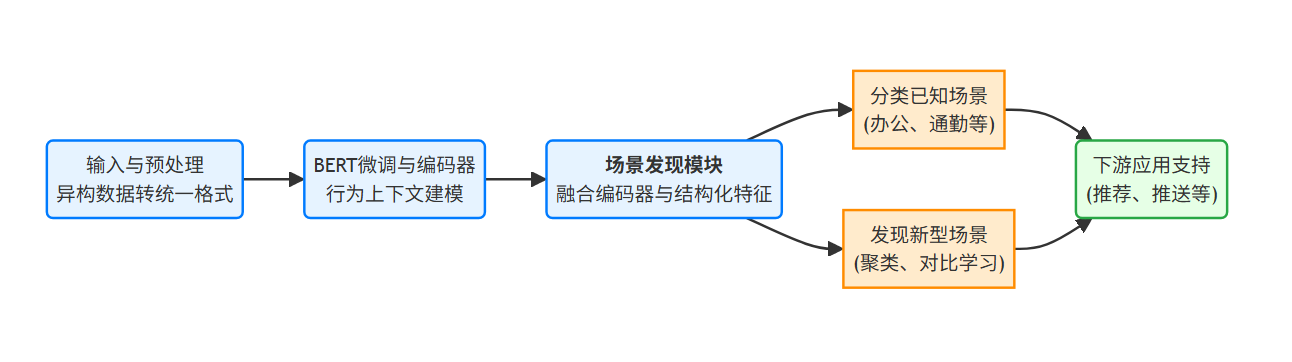 输入与预处理
异构数据转统一格式
BERT微调与编码器
行为上下文建模
场景发现模块
融合编码器与结构化特征
分类已知场景
(办公、通勤等)
发现新型场景
(聚类、对比学习)
下游应用支持
(推荐、推送等)